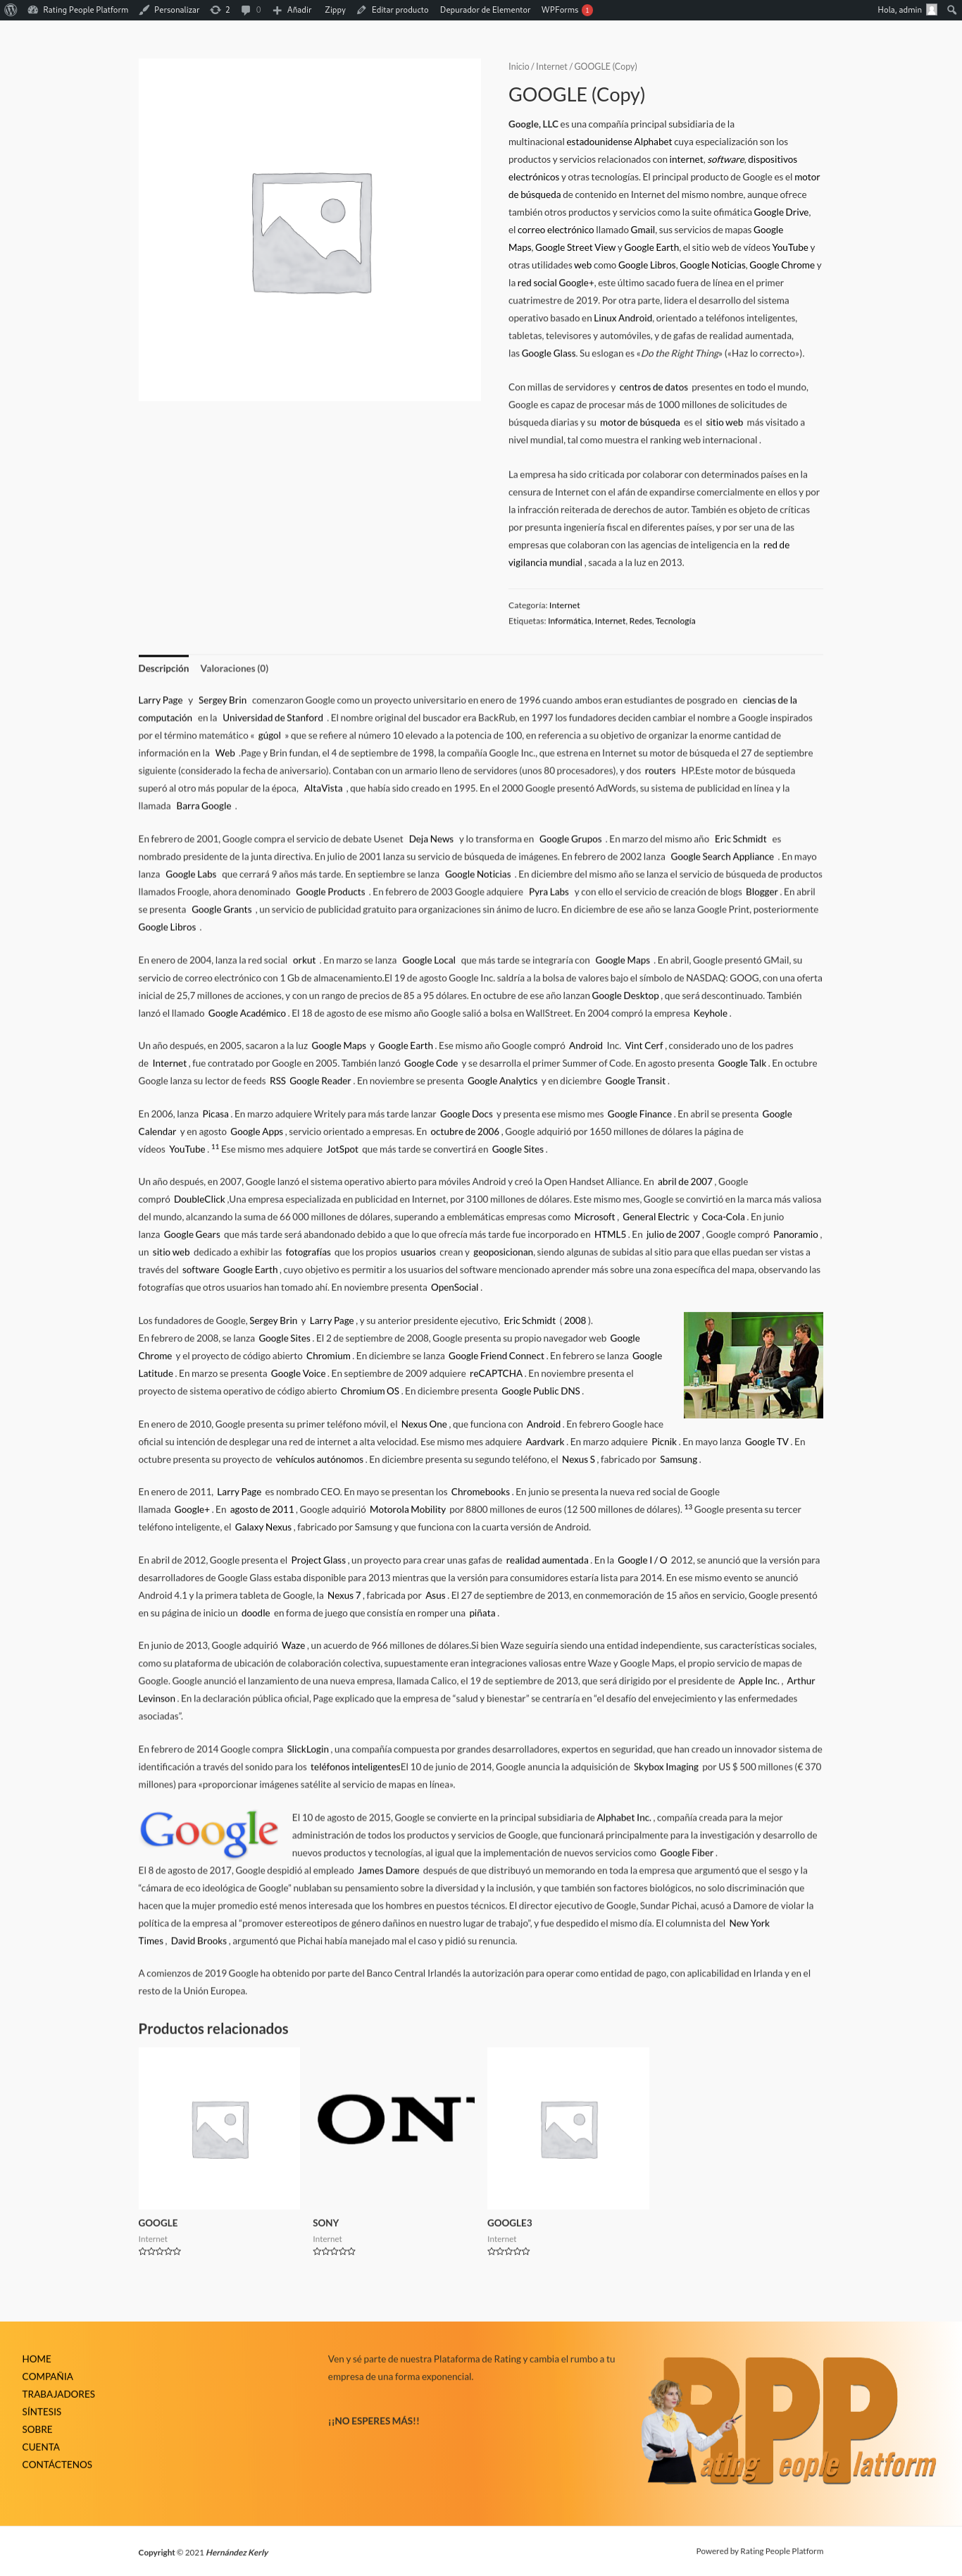 Rating People Platform Personalizar 2 0 Añadir Zippy Editar producto Depurador de Elementor WPForms 1 Hola, admin
Inicio / Internet / GOOGLE (Copy)
GOOGLE (Copy)
Google, LLC es una compañía principal subsidiaria de la
multinacional estadounidense Alphabet cuya especialización son los
productos y servicios relacionados con internet, software, dispositivos
electrónicos y otras tecnologías. El principal producto de Google es el motor
de búsqueda de contenido en Internet del mismo nombre, aunque ofrece
también otros productos y servicios como la suite ofimática Google Drive,
el correo electrónico llamado Gmail, sus servicios de mapas Google
Maps, Google Street View y Google Earth, el sitio web de vídeos YouTube y
otras utilidades web como Google Libros, Google Noticias, Google Chrome y
la red social Google+, este último sacado fuera de línea en el primer
cuatrimestre de 2019. Por otra parte, lidera el desarrollo del sistema
operativo basado en Linux Android, orientado a teléfonos inteligentes,
tabletas, televisores y automóviles, y de gafas de realidad aumentada,
las Google Glass. Su eslogan es «Do the Right Thing» («Haz lo correcto»).
Con millas de servidores y centros de datos presentes en todo el mundo,
Google es capaz de procesar más de 1000 millones de solicitudes de
búsqueda diarias y su motor de búsqueda es el sitio web más visitado a
nivel mundial, tal como muestra el ranking web internacional .
La empresa ha sido criticada por colaborar con determinados países en la
censura de Internet con el afán de expandirse comercialmente en ellos y por
la infracción reiterada de derechos de autor. También es objeto de críticas
por presunta ingeniería fiscal en diferentes países, y por ser una de las
empresas que colaboran con las agencias de inteligencia en la red de
vigilancia mundial , sacada a la luz en 2013.
Categoría: Internet
Etiquetas: Informática, Internet, Redes, Tecnología
Descripción Valoraciones (0)
Larry Page y Sergey Brin comenzaron Google como un proyecto universitario en enero de 1996 cuando ambos eran estudiantes de posgrado en ciencias de la
computación en la Universidad de Stanford . El nombre original del buscador era BackRub, en 1997 los fundadores deciden cambiar el nombre a Google inspirados
por el término matemático « gúgol » que se refiere al número 10 elevado a la potencia de 100, en referencia a su objetivo de organizar la enorme cantidad de
información en la Web .Page y Brin fundan, el 4 de septiembre de 1998, la compañía Google Inc., que estrena en Internet su motor de búsqueda el 27 de septiembre
siguiente (considerado la fecha de aniversario). Contaban con un armario lleno de servidores (unos 80 procesadores), y dos routers HP.Este motor de búsqueda
superó al otro más popular de la época, AltaVista , que había sido creado en 1995. En el 2000 Google presentó AdWords, su sistema de publicidad en línea y la
llamada Barra Google .
En febrero de 2001, Google compra el servicio de debate Usenet Deja News y lo transforma en Google Grupos . En marzo del mismo año Eric Schmidt es
nombrado presidente de la junta directiva. En julio de 2001 lanza su servicio de búsqueda de imágenes. En febrero de 2002 lanza Google Search Appliance . En mayo
lanza Google Labs que cerrará 9 años más tarde. En septiembre se lanza Google Noticias . En diciembre del mismo año se lanza el servicio de búsqueda de productos
llamados Froogle, ahora denominado Google Products . En febrero de 2003 Google adquiere Pyra Labs y con ello el servicio de creación de blogs Blogger . En abril
se presenta Google Grants , un servicio de publicidad gratuito para organizaciones sin ánimo de lucro. En diciembre de ese año se lanza Google Print, posteriormente
Google Libros .
En enero de 2004, lanza la red social orkut . En marzo se lanza Google Local que más tarde se integraría con Google Maps . En abril, Google presentó GMail, su
servicio de correo electrónico con 1 Gb de almacenamiento.El 19 de agosto Google Inc. saldría a la bolsa de valores bajo el símbolo de NASDAQ: GOOG, con una oferta
inicial de 25,7 millones de acciones, y con un rango de precios de 85 a 95 dólares. En octubre de ese año lanzan Google Desktop , que será descontinuado. También
lanzó el llamado Google Académico . El 18 de agosto de ese mismo año Google salió a bolsa en WallStreet. En 2004 compró la empresa Keyhole .
Un año después, en 2005, sacaron a la luz Google Maps y Google Earth . Ese mismo año Google compró Android Inc. Vint Cerf , considerado uno de los padres
de Internet , fue contratado por Google en 2005. También lanzó Google Code y se desarrolla el primer Summer of Code. En agosto presenta Google Talk . En octubre
Google lanza su lector de feeds RSS Google Reader . En noviembre se presenta Google Analytics y en diciembre Google Transit .
En 2006, lanza Picasa . En marzo adquiere Writely para más tarde lanzar Google Docs y presenta ese mismo mes Google Finance . En abril se presenta Google
Calendar y en agosto Google Apps , servicio orientado a empresas. En octubre de 2006 , Google adquirió por 1650 millones de dólares la página de
vídeos YouTube . 11 Ese mismo mes adquiere JotSpot que más tarde se convertirá en Google Sites .
Un año después, en 2007, Google lanzó el sistema operativo abierto para móviles Android y creó la Open Handset Alliance. En abril de 2007 , Google
compró DoubleClick ,Una empresa especializada en publicidad en Internet, por 3100 millones de dólares. Este mismo mes, Google se convirtió en la marca más valiosa
del mundo, alcanzando la suma de 66 000 millones de dólares, superando a emblemáticas empresas como Microsoft , General Electric y Coca-Cola . En junio
lanza Google Gears que más tarde será abandonado debido a que lo que ofrecía más tarde fue incorporado en HTML5 . En julio de 2007 , Google compró Panoramio ,
un sitio web dedicado a exhibir las fotografías que los propios usuarios crean y geoposicionan, siendo algunas de subidas al sitio para que ellas puedan ser vistas a
través del software Google Earth , cuyo objetivo es permitir a los usuarios del software mencionado aprender más sobre una zona específica del mapa, observando las
fotografías que otros usuarios han tomado ahí. En noviembre presenta OpenSocial .
Los fundadores de Google, Sergey Brin y Larry Page , y su anterior presidente ejecutivo, Eric Schmidt ( 2008 ).
En febrero de 2008, se lanza Google Sites . El 2 de septiembre de 2008, Google presenta su propio navegador web Google
Chrome y el proyecto de código abierto Chromium . En diciembre se lanza Google Friend Connect . En febrero se lanza Google
Latitude . En marzo se presenta Google Voice . En septiembre de 2009 adquiere reCAPTCHA . En noviembre presenta el
proyecto de sistema operativo de código abierto Chromium OS . En diciembre presenta Google Public DNS .
En enero de 2010, Google presenta su primer teléfono móvil, el Nexus One , que funciona con Android . En febrero Google hace
oficial su intención de desplegar una red de internet a alta velocidad. Ese mismo mes adquiere Aardvark . En marzo adquiere Picnik . En mayo lanza Google TV . En
octubre presenta su proyecto de vehículos autónomos . En diciembre presenta su segundo teléfono, el Nexus S , fabricado por Samsung .
En enero de 2011, Larry Page es nombrado CEO. En mayo se presentan los Chromebooks . En junio se presenta la nueva red social de Google
llamada Google+ . En agosto de 2011 , Google adquirió Motorola Mobility por 8800 millones de euros (12 500 millones de dólares). 13 Google presenta su tercer
teléfono inteligente, el Galaxy Nexus , fabricado por Samsung y que funciona con la cuarta versión de Android.
En abril de 2012, Google presenta el Project Glass , un proyecto para crear unas gafas de realidad aumentada . En la Google I / O 2012, se anunció que la versión para
desarrolladores de Google Glass estaba disponible para 2013 mientras que la versión para consumidores estaría lista para 2014. En ese mismo evento se anunció
Android 4.1 y la primera tableta de Google, la Nexus 7 , fabricada por Asus . El 27 de septiembre de 2013, en conmemoración de 15 años en servicio, Google presentó
en su página de inicio un doodle en forma de juego que consistía en romper una piñata .
En junio de 2013, Google adquirió Waze , un acuerdo de 966 millones de dólares.Si bien Waze seguiría siendo una entidad independiente, sus características sociales,
como su plataforma de ubicación de colaboración colectiva, supuestamente eran integraciones valiosas entre Waze y Google Maps, el propio servicio de mapas de
Google. Google anunció el lanzamiento de una nueva empresa, llamada Calico, el 19 de septiembre de 2013, que será dirigido por el presidente de Apple Inc. , Arthur
Levinson . En la declaración pública oficial, Page explicado que la empresa de "salud y bienestar" se centraría en "el desafío del envejecimiento y las enfermedades
asociadas".
En febrero de 2014 Google compra SlickLogin , una compañía compuesta por grandes desarrolladores, expertos en seguridad, que han creado un innovador sistema de
identificación a través del sonido para los teléfonos inteligentesEl 10 de junio de 2014, Google anuncia la adquisición de Skybox Imaging por US $ 500 millones (€ 370
millones) para «proporcionar imágenes satélite al servicio de mapas en línea».
Google
El 10 de agosto de 2015, Google se convierte en la principal subsidiaria de Alphabet Inc. , compañía creada para la mejor
administración de todos los productos y servicios de Google, que funcionará principalmente para la investigación y desarrollo de
nuevos productos y tecnologías, al igual que la implementación de nuevos servicios como Google Fiber .
El 8 de agosto de 2017, Google despidió al empleado James Damore después de que distribuyó un memorando en toda la empresa que argumentó que el sesgo y la
"cámara de eco ideológica de Google" nublaban su pensamiento sobre la diversidad y la inclusión, y que también son factores biológicos, no solo discriminación que
hacen que la mujer promedio esté menos interesada que los hombres en puestos técnicos. El director ejecutivo de Google, Sundar Pichai, acusó a Damore de violar la
política de la empresa al "promover estereotipos de género dañinos en nuestro lugar de trabajo", y fue despedido el mismo día. El columnista del New York
Times , David Brooks , argumentó que Pichai había manejado mal el caso y pidió su renuncia.
A comienzos de 2019 Google ha obtenido por parte del Banco Central Irlandés la autorización para operar como entidad de pago, con aplicabilidad en Irlanda y en el
resto de la Unión Europea.
Productos relacionados
ON
GOOGLE SONY GOOGLE3
Internet Internet Internet
HOME
COMPAÑIA
TRABAJADORES
SÍNTESIS
SOBRE
CUENTA
CONTÁCTENOS
Ven y sé parte de nuestra Plataforma de Rating y cambia el rumbo a tu
empresa de una forma exponencial.
¡¡NO ESPERES MÁS!!
RPP
ating eople latform
Copyright © 2021 Hernández Kerly
Powered by Rating People Platform